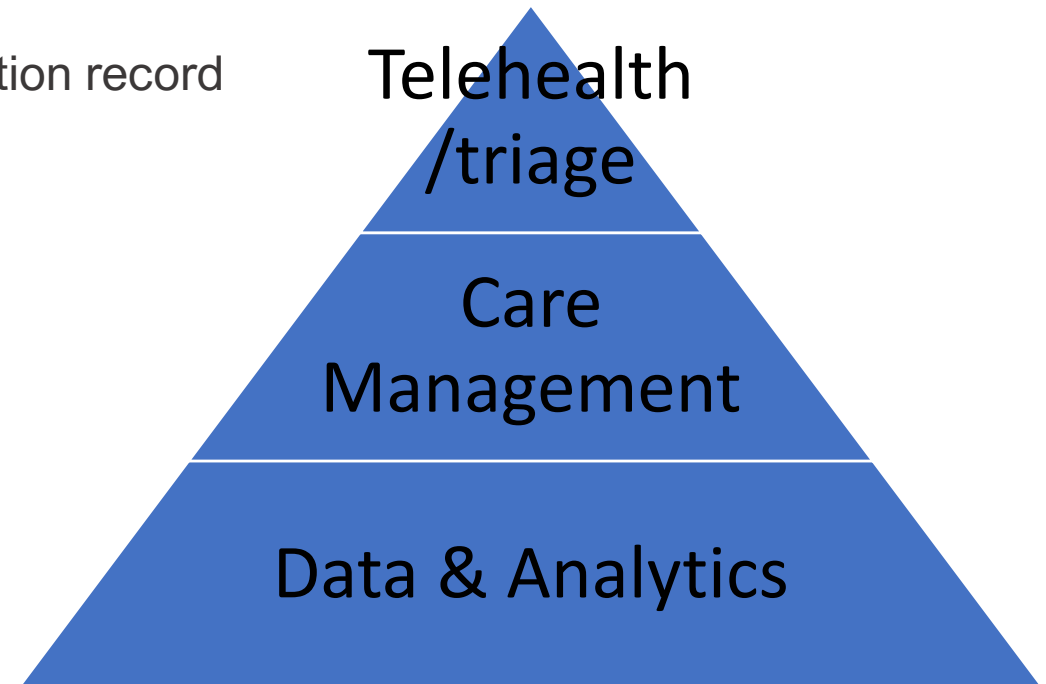 tion record
Telehealth
/triage
Care
Management
Data & Analytics